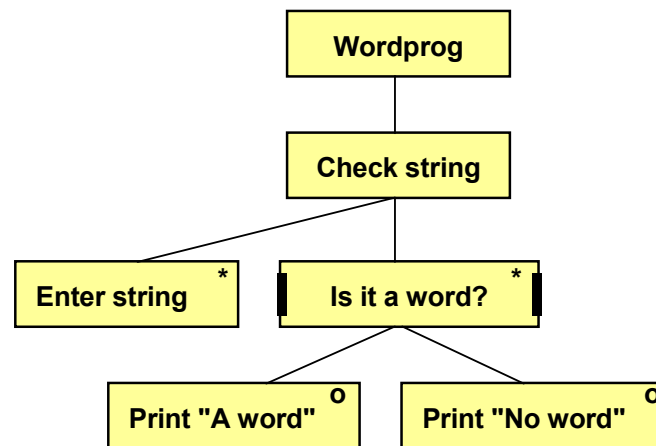 Wordprog
Check string
Enter string *
Is it a word? *
Print "A word" o
Print "No word" o